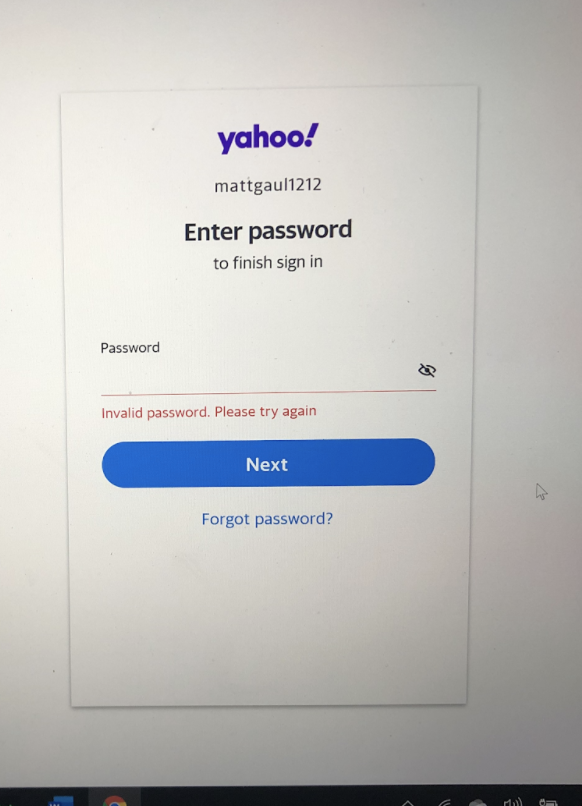 yahoo!
mattgaul1212
Enter password
to finish sign in
Password
Invalid password. Please try again
Next
Forgot password?